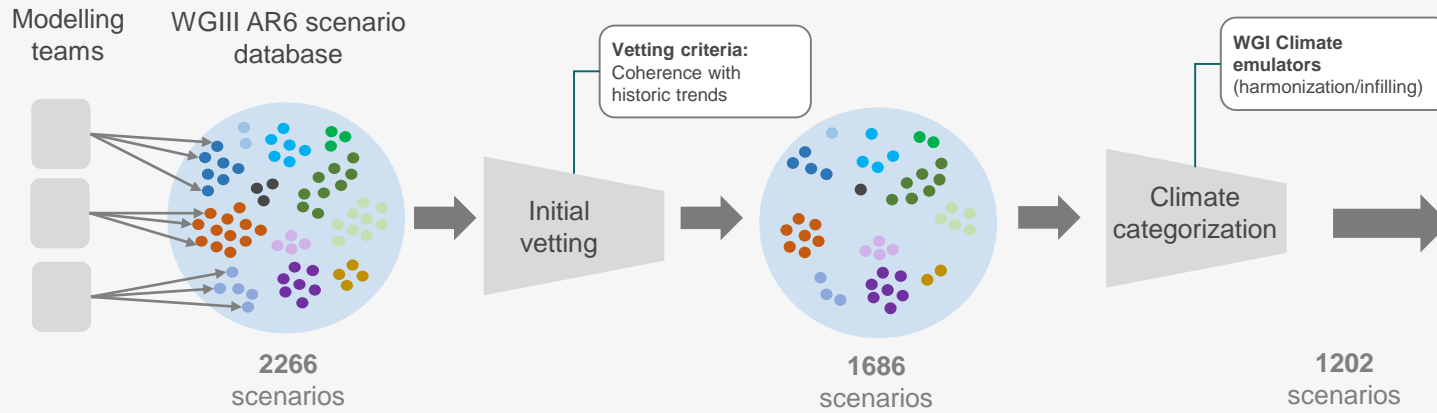 Modelling
teams
WGIII AR6 scenario
database
Vetting criteria:
Coherence with
historic trends
WGI Climate
emulators
(harmonization/infilling)
Initial
vetting
Climate
categorization
2266
scenarios
1686
scenarios
1202
scenarios